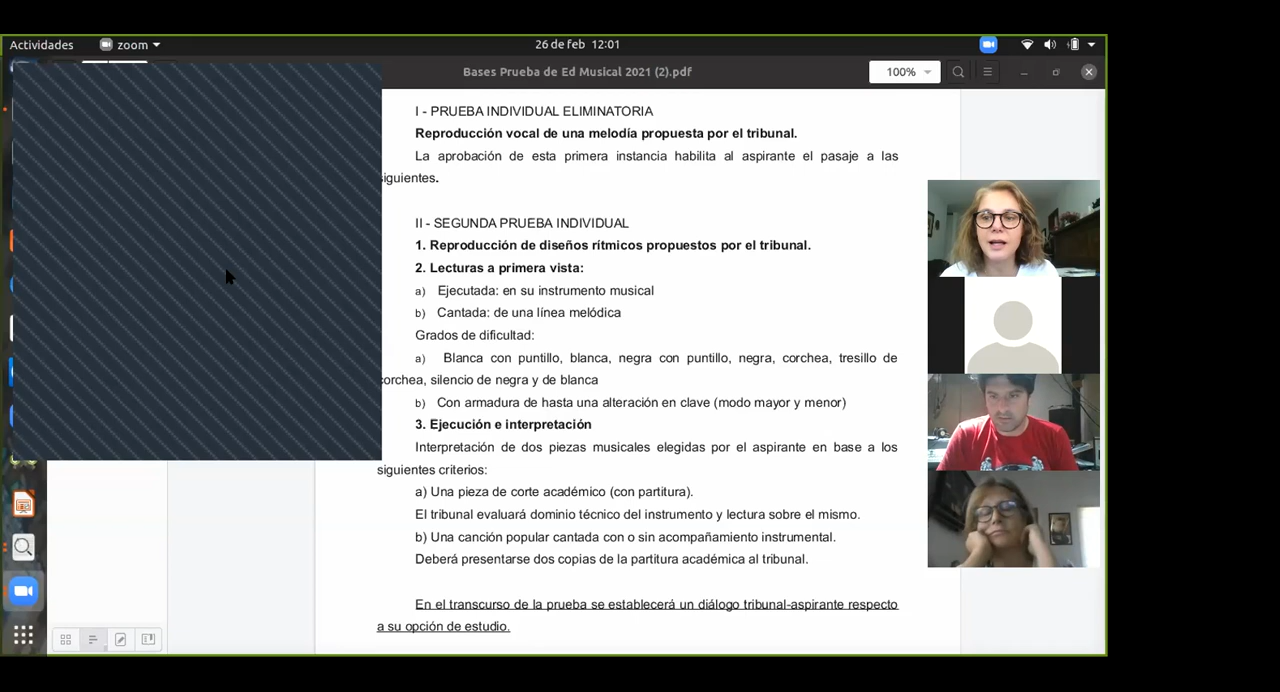 Actividades
zoom
26 de feb 12:01
Bases Prueba de Ed Musical 2021 (2).pdf
100%
I - PRUEBA INDIVIDUAL ELIMINATORIA
Reproducción vocal de una melodía propuesta por el tribunal.
La aprobación de esta primera instancia habilita al aspirante el pasaje a las
siguientes.
II - SEGUNDA PRUEBA INDIVIDUAL
1. Reproducción de diseños rítmicos propuestos por el tribunal.
2. Lecturas a primera vista:
a) Ejecutada: en su instrumento musical
b) Cantada: de una línea melódica
Grados de dificultad:
a) Blanca con puntillo, blanca, negra con puntillo, negra, corchea, tresillo de
corchea, silencio de negra y de blanca
b) Con armadura de hasta una alteración en clave (modo mayor y menor)
3. Ejecución e interpretación
Interpretación de dos piezas musicales elegidas por el aspirante en base a los
siguientes criterios:
a) Una pieza de corte académico (con partitura).
El tribunal evaluará dominio técnico del instrumento y lectura sobre el mismo.
b) Una canción popular cantada con o sin acompañamiento instrumental.
Deberá presentarse dos copias de la partitura académica al tribunal.
En el transcurso de la prueba se establecerá un diálogo tribunal-aspirante respecto
a su opción de estudio.